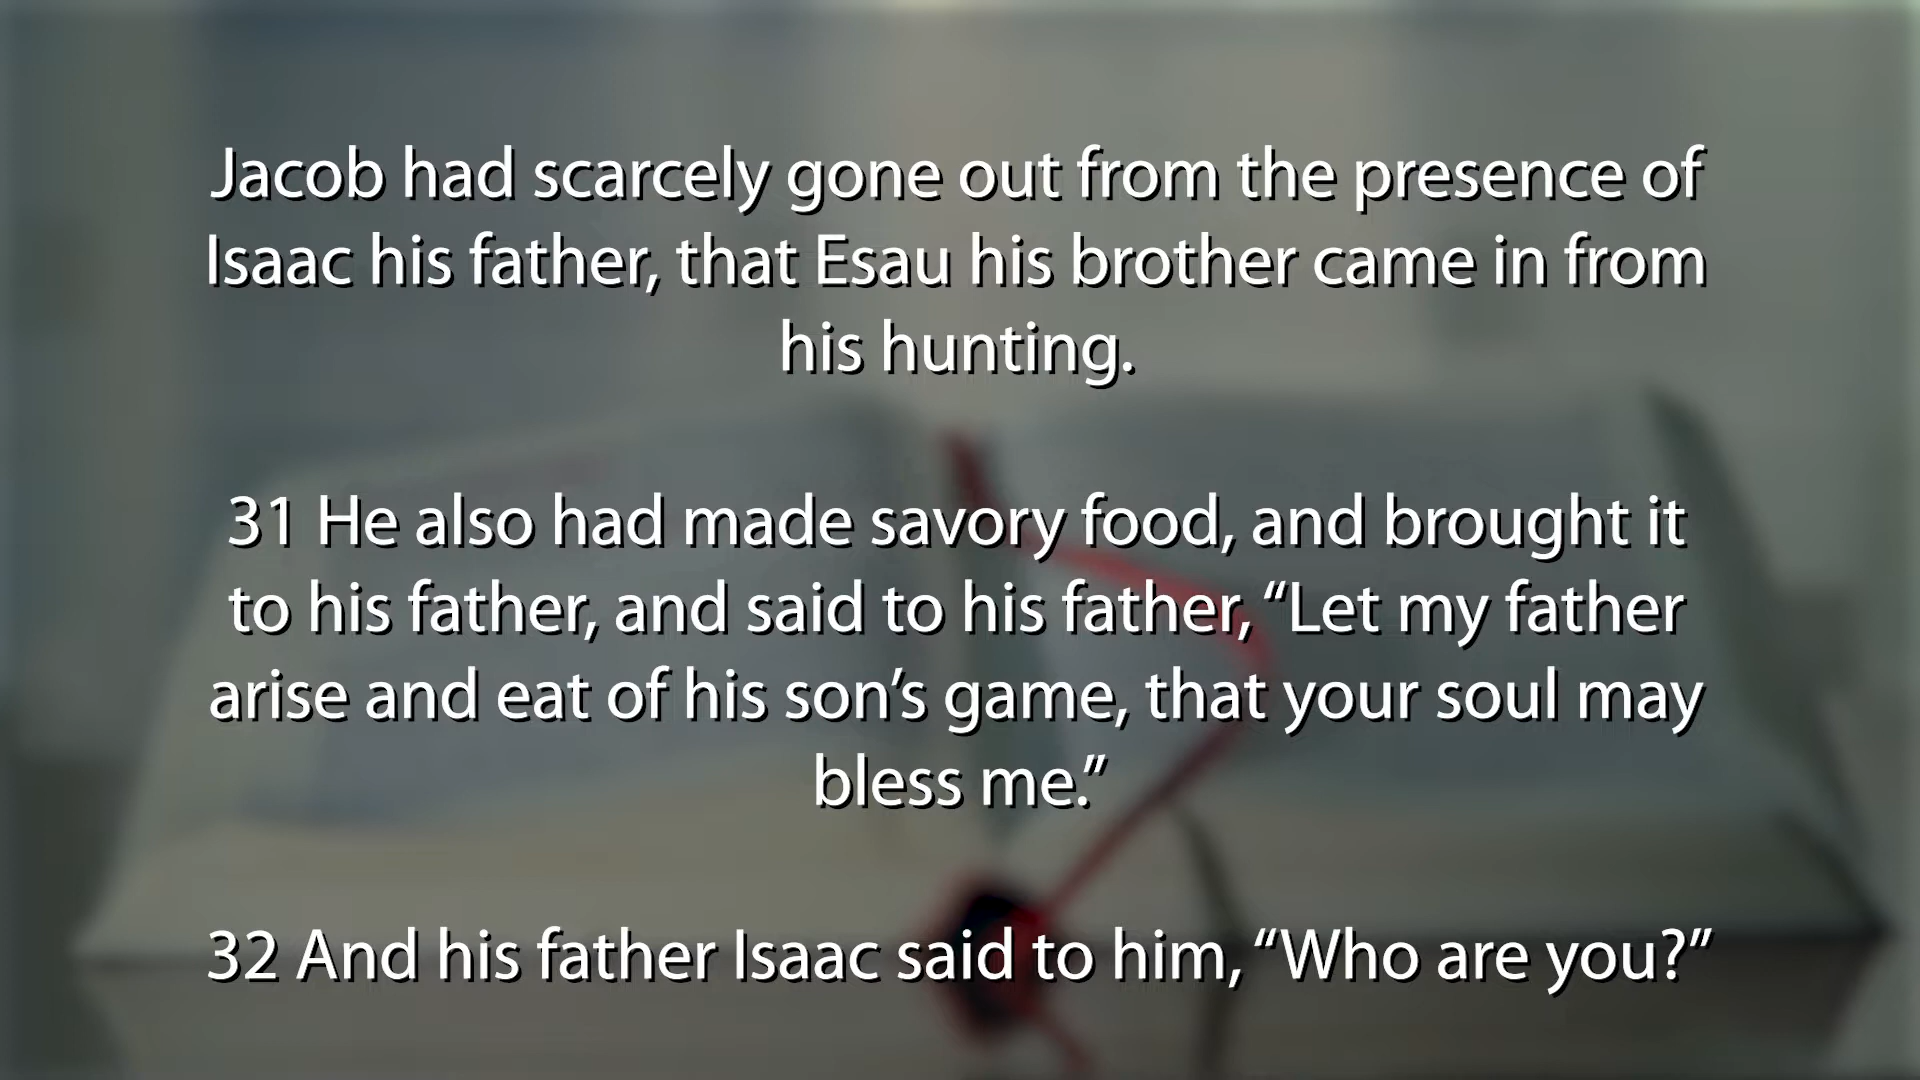 Jacob had scarcely gone out from the presence of
Isaac his father, that Esau his brother came in from
his hunting.
31 He also had made savory food, and brought it
to his father, and said to his father, “Let my father
arise and eat of his son’s game, that your soul may
bless me.”
32 And his father Isaac said to him, “Who are you?”